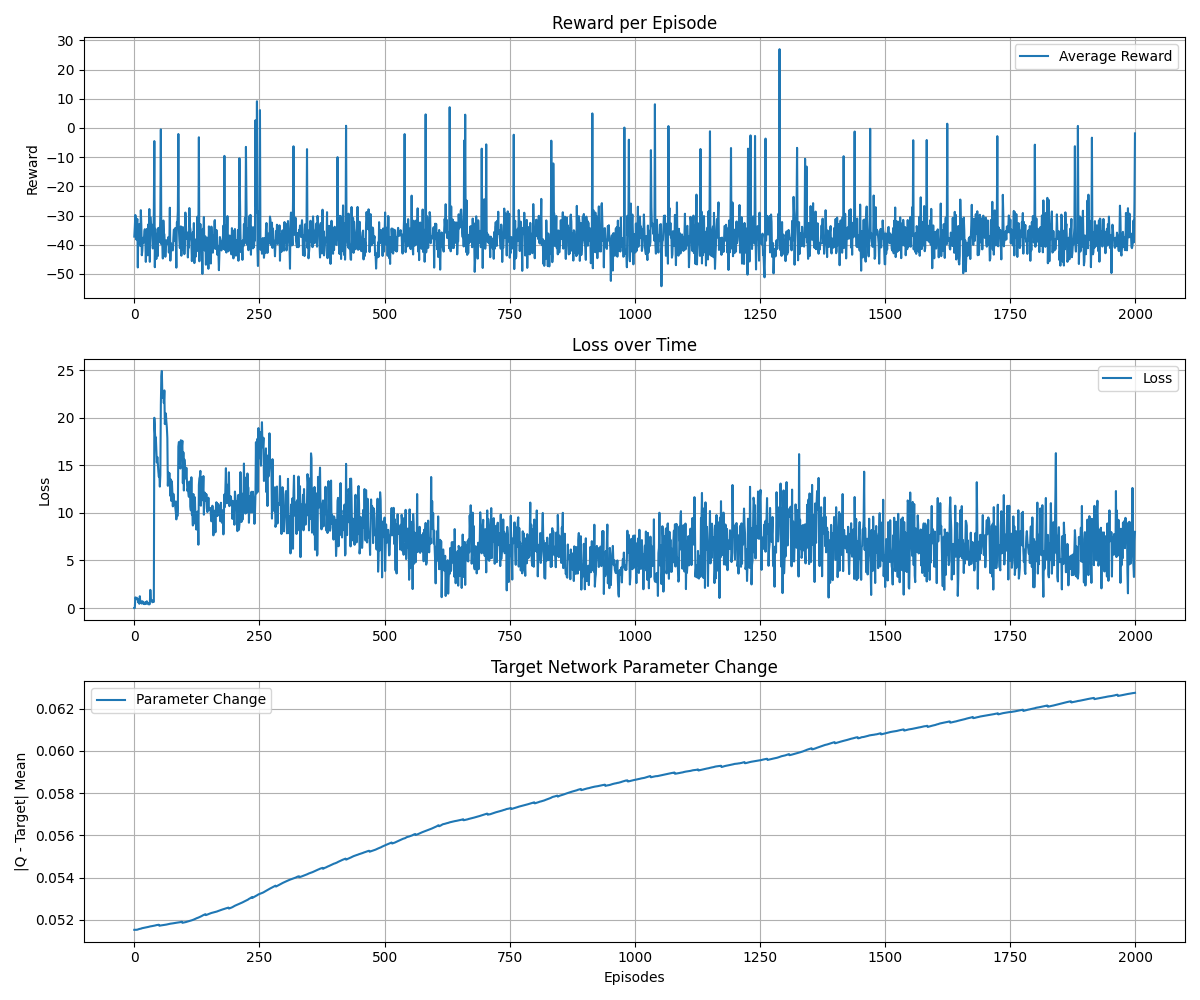 Reward per Episode
30
20
10
0
−10
−20
−30
−40
−50
Reward
Average Reward
0 250 500 750 1000 1250 1500 1750 2000
Loss over Time
25
20
15
10
5
0
Loss
Loss
0 250 500 750 1000 1250 1500 1750 2000
Target Network Parameter Change
0.062
0.060
0.058
0.056
0.054
0.052
|Q - Target| Mean
Parameter Change
0 250 500 750 1000 1250 1500 1750 2000
Episodes